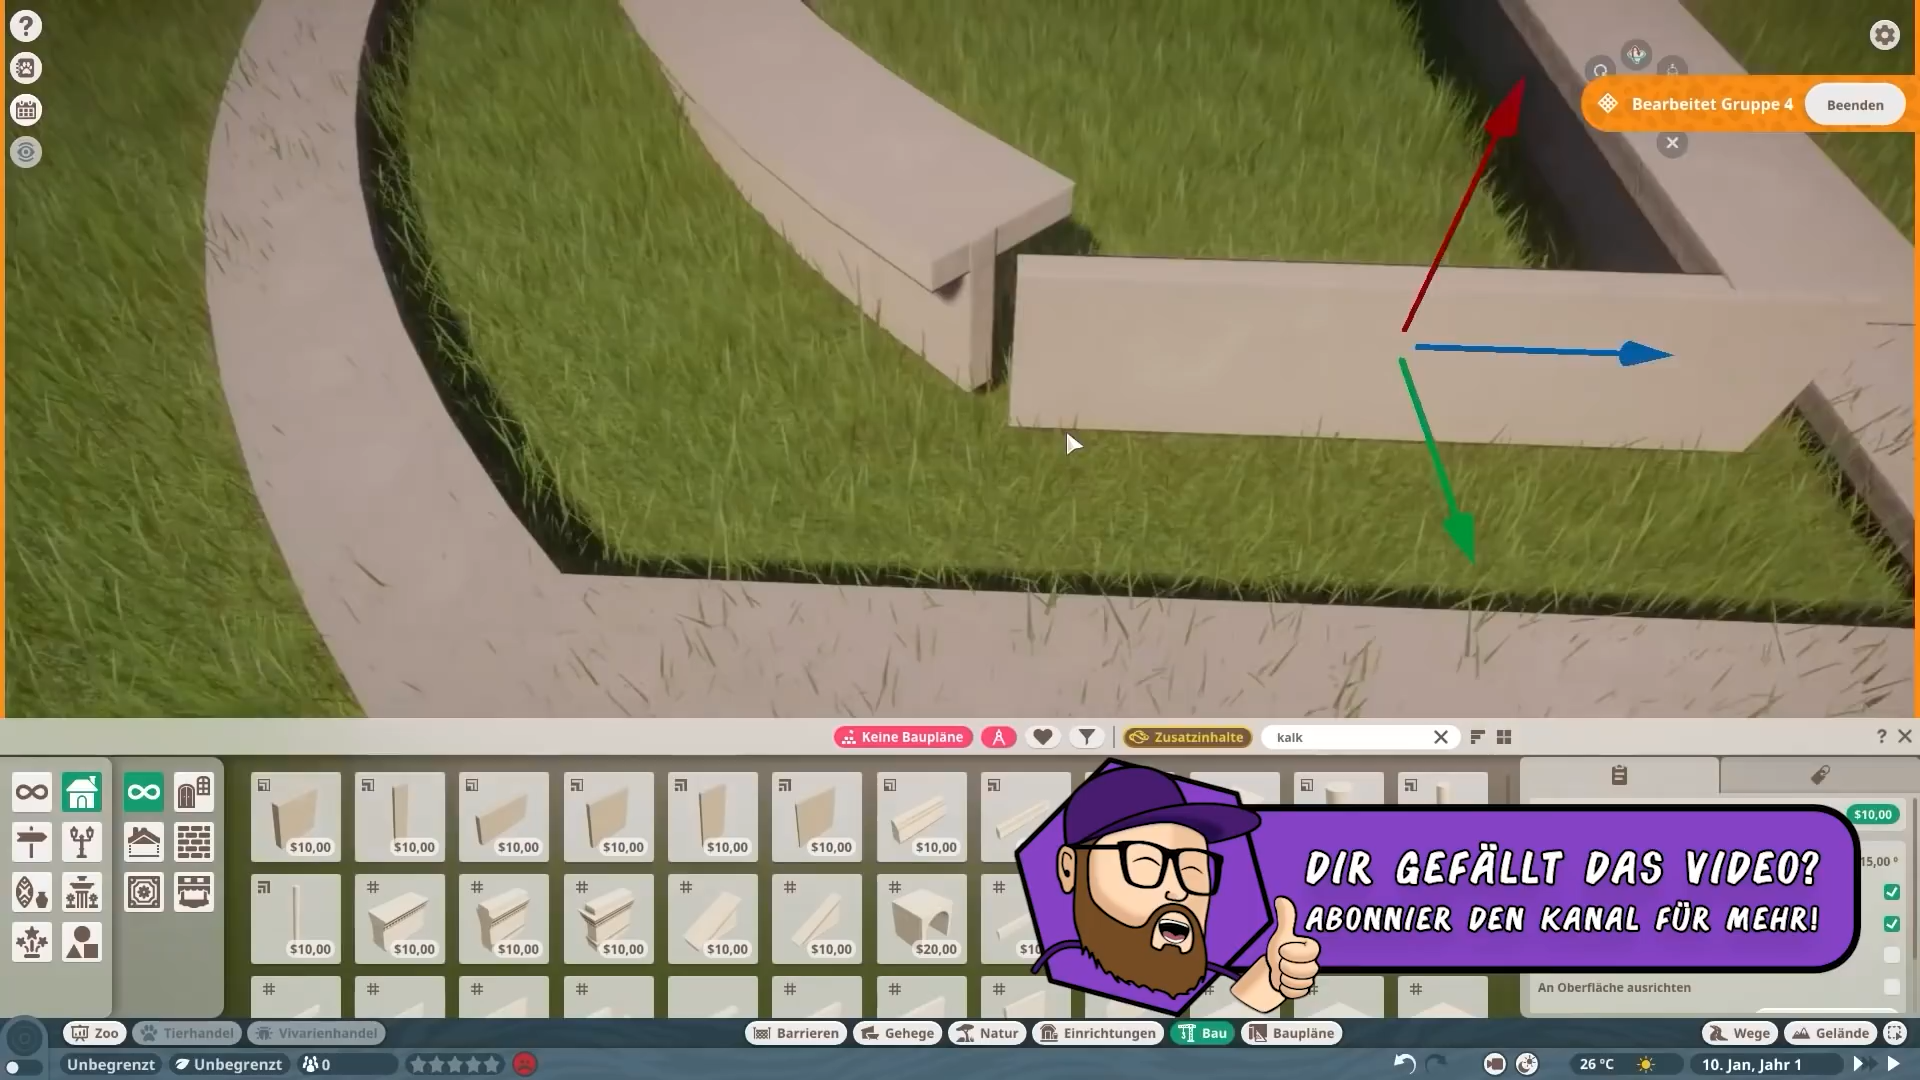 ?
Bearbeitet Gruppe 4
Beenden
Keine Baupläne
Zusatzinhalte
kalk
?
$10,00
$10,00
$10,00
$10,00
$10,00
$10,00
$10,00
$10,00
15,00 °
DIR GEFÄLLT DAS VIDEO?
ABONNIER DEN KANAL FÜR MEHR!
$10,00
$10,00
$10,00
$10,00
$10,00
$10,00
$20,00
An Oberfläche ausrichten
Zoo
Tierhandel
Vivarienhandel
Barrieren
Gehege
Natur
Einrichtungen
Bau
Baupläne
Wege
Gelände
Unbegrenzt
Unbegrenzt
0
26 °C
10. Jan, Jahr 1